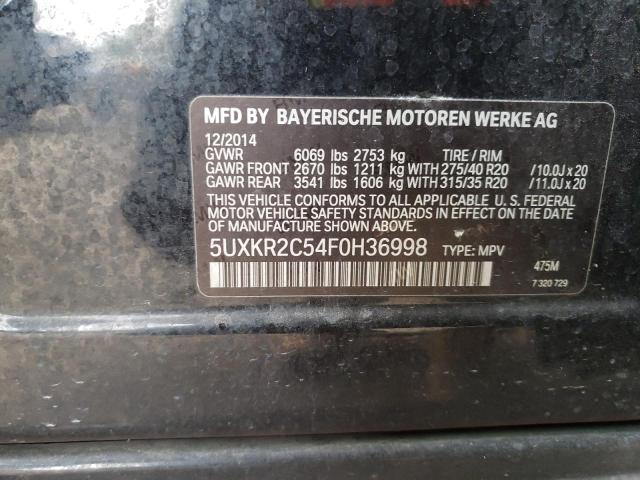 MFD BY BAYERISCHE MOTOREN WERKE AG
12/2014
GVWR 6069 lbs 2753 kg TIRE / RIM
GAWR FRONT 2670 lbs 1211 kg WITH 275/40 R20 /10.0J x 20
GAWR REAR 3541 lbs 1606 kg WITH 315/35 R20 /11.0J x 20
THIS VEHICLE CONFORMS TO ALL APPLICABLE U. S. FEDERAL
MOTOR VEHICLE SAFETY STANDARDS IN EFFECT ON THE
DATE OF MANUFACTURE SHOWN ABOVE.
5UXKR2C54F0H36998 TYPE: MPV
475M
7 320 729